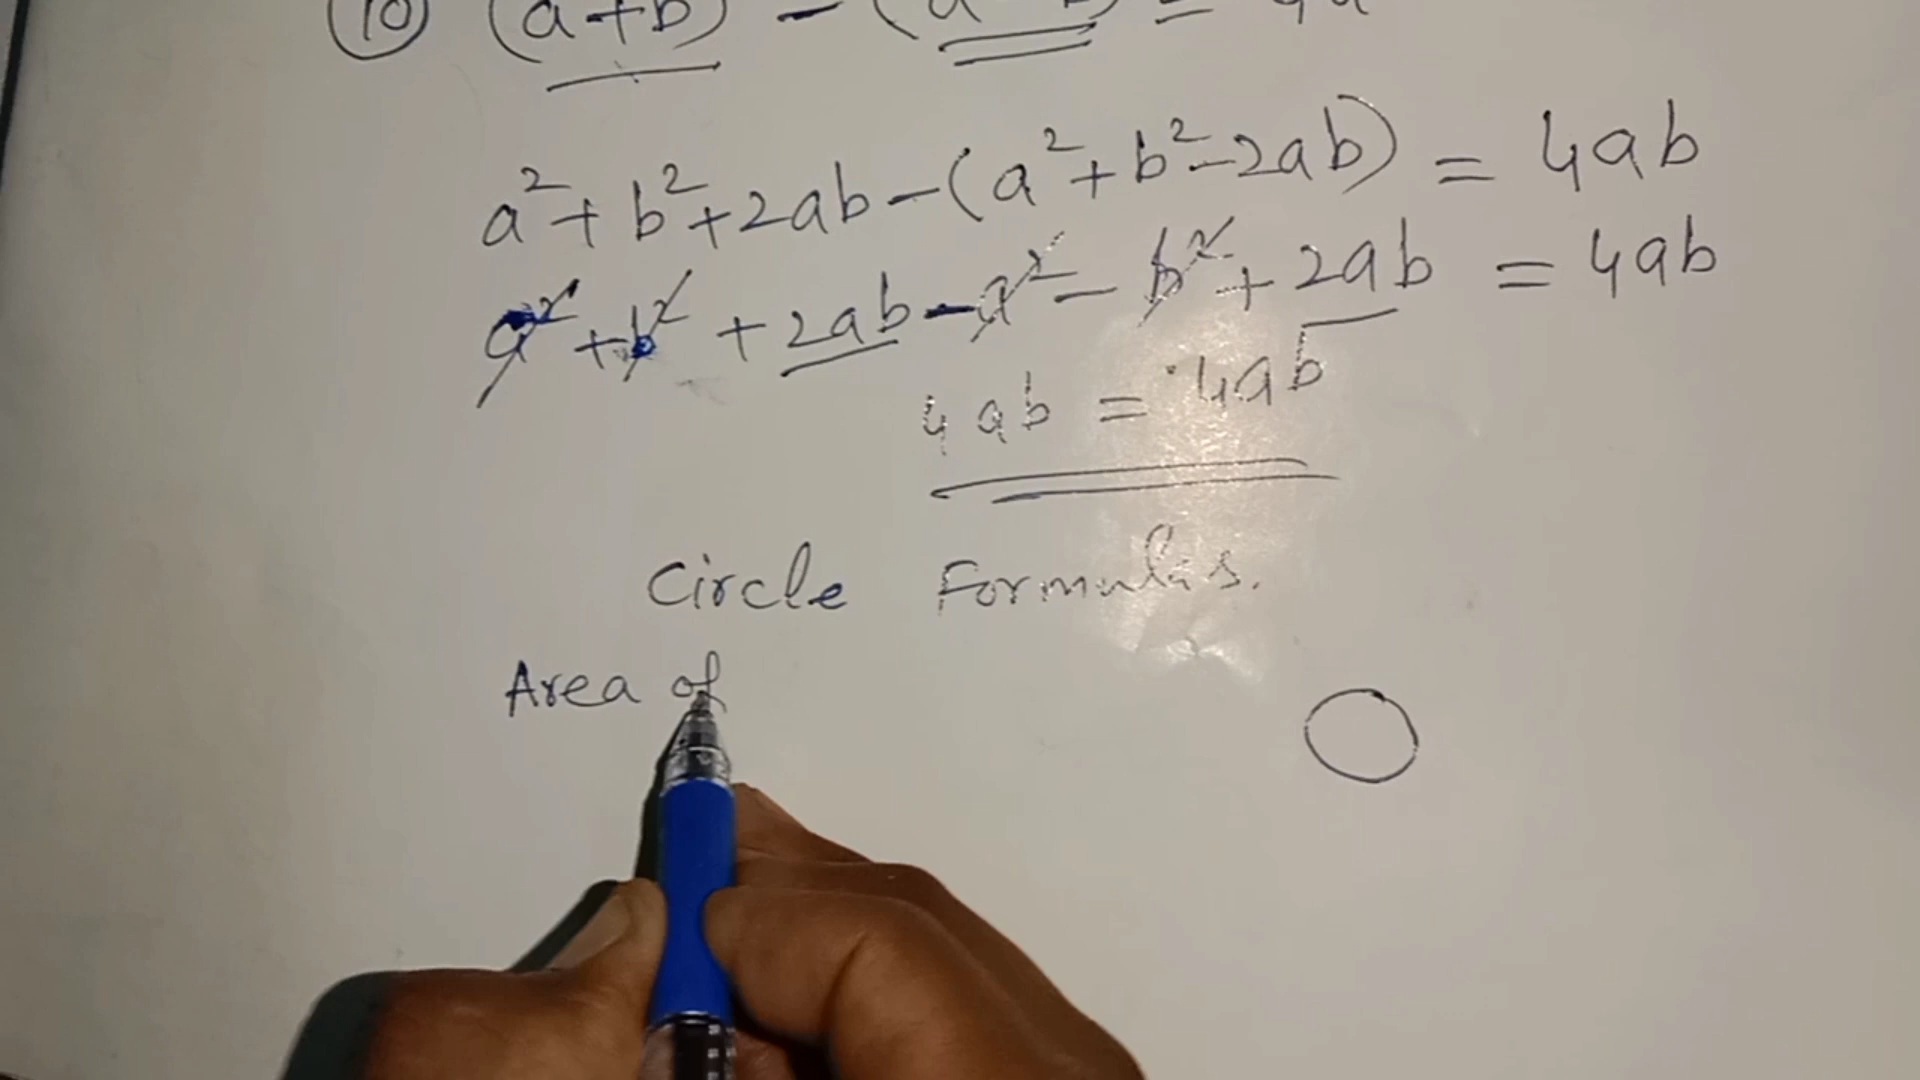 ⑩ (a+b) - (a b) = 4a
a²+b²+2ab-(a²+b²-2ab) = 4ab
a²+b²+2ab-a²-b²+2ab = 4ab
4ab = 4ab
Circle Formulas.
Area of